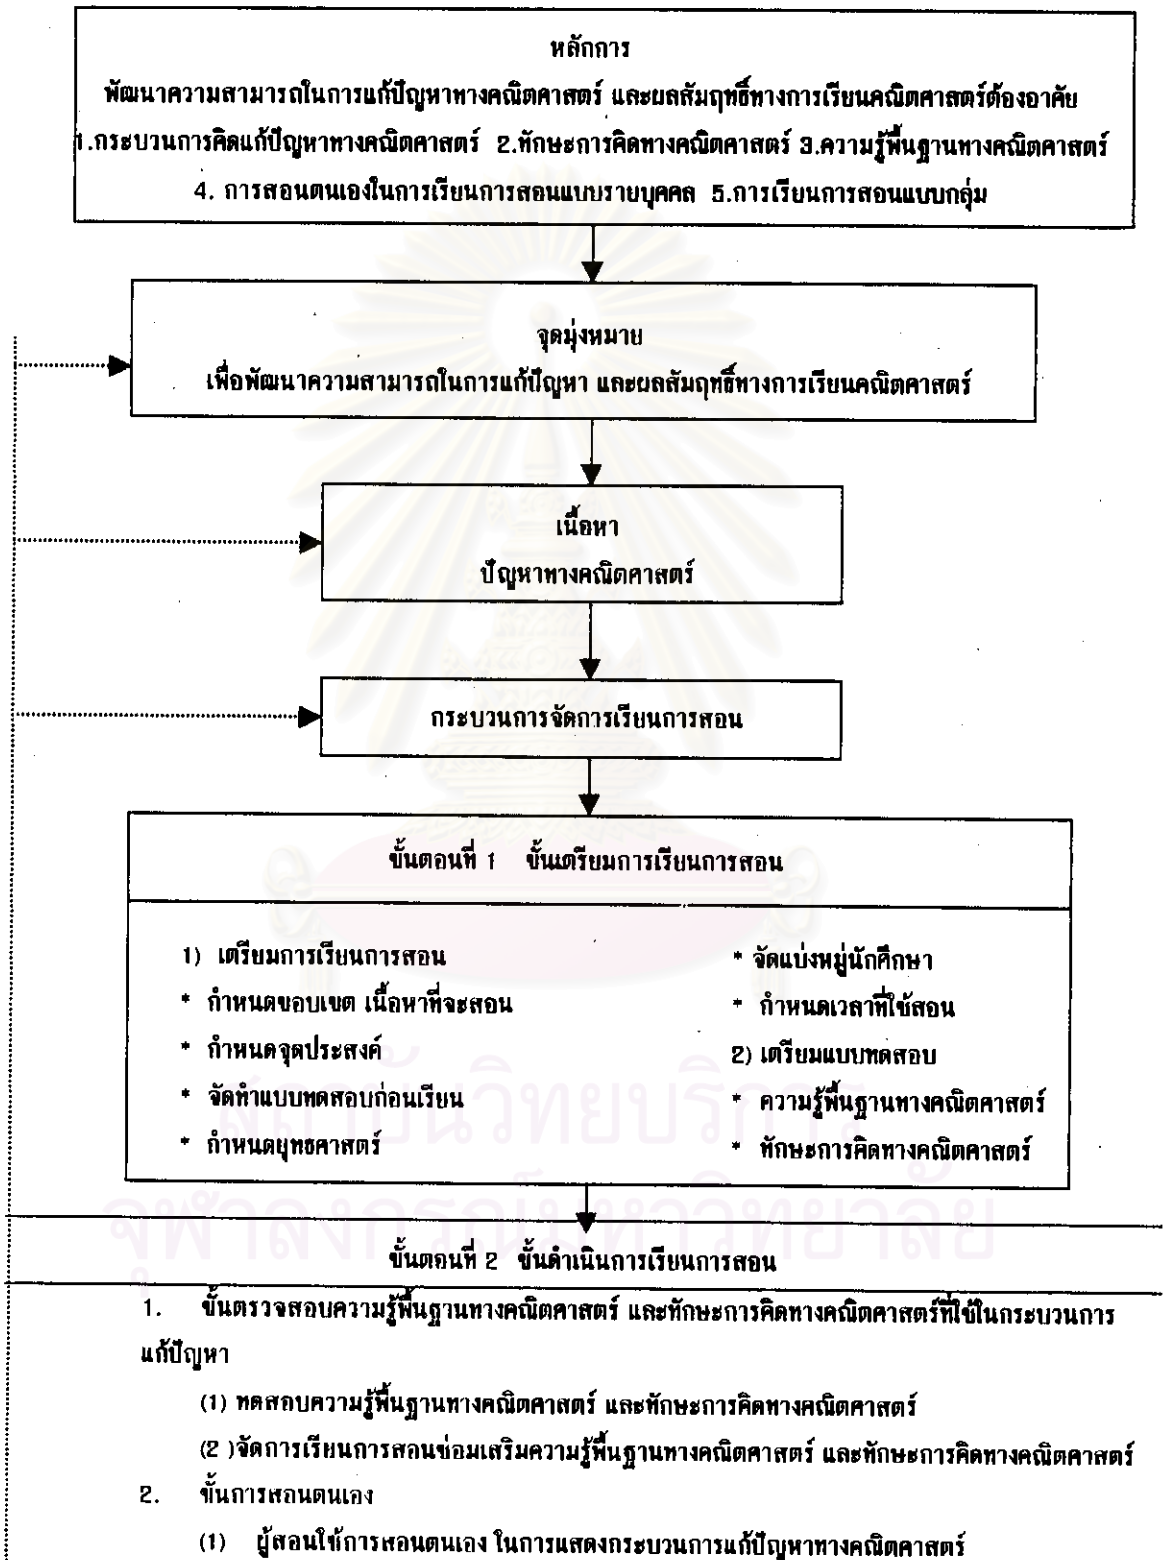 หลักการ
พัฒนาความสามารถในการแก้ปัญหาทางคณิตศาสตร์ และผลสัมฤทธิ์ทางการเรียนคณิตศาสตร์ต้องอาศัย
1.กระบวนการคิดแก้ปัญหาทางคณิตศาสตร์ 2.ทักษะการคิดทางคณิตศาสตร์ 3.ความรู้พื้นฐานทางคณิตศาสตร์
4. การสอนตนเองในการเรียนการสอนแบบรายบุคคล 5.การเรียนการสอนแบบกลุ่ม
จุดมุ่งหมาย
เพื่อพัฒนาความสามารถในการแก้ปัญหา และผลสัมฤทธิ์ทางการเรียนคณิตศาสตร์
เนื้อหา
ปัญหาทางคณิตศาสตร์
กระบวนการจัดการเรียนการสอน
ขั้นตอนที่ 1 ขั้นเตรียมการเรียนการสอน
1) เตรียมการเรียนการสอน
* กำหนดขอบเขต เนื้อหาที่จะสอน
* กำหนดจุดประสงค์
* จัดทำแบบทดสอบก่อนเรียน
* กำหนดยุทธศาสตร์
* จัดแบ่งหมู่นักศึกษา
* กำหนดเวลาที่ใช้สอน
2) เตรียมแบบทดสอบ
* ความรู้พื้นฐานทางคณิตศาสตร์
* ทักษะการคิดทางคณิตศาสตร์
สถาบันวิทยบริการ
จุฬาลงกรณ์มหาวิทยาลัย
ขั้นตอนที่ 2 ขั้นดำเนินการเรียนการสอน
1. ขั้นตรวจสอบความรู้พื้นฐานทางคณิตศาสตร์ และทักษะการคิดทางคณิตศาสตร์ที่ใช้ในกระบวนการ
แก้ปัญหา
(1) ทดสอบความรู้พื้นฐานทางคณิตศาสตร์ และทักษะการคิดทางคณิตศาสตร์
(2 )จัดการเรียนการสอนซ่อมเสริมความรู้พื้นฐานทางคณิตศาสตร์ และทักษะการคิดทางคณิตศาสตร์
2. ขั้นการสอนตนเอง
(1) ผู้สอนใช้การสอนตนเอง ในการแสดงกระบวนการแก้ปัญหาทางคณิตศาสตร์